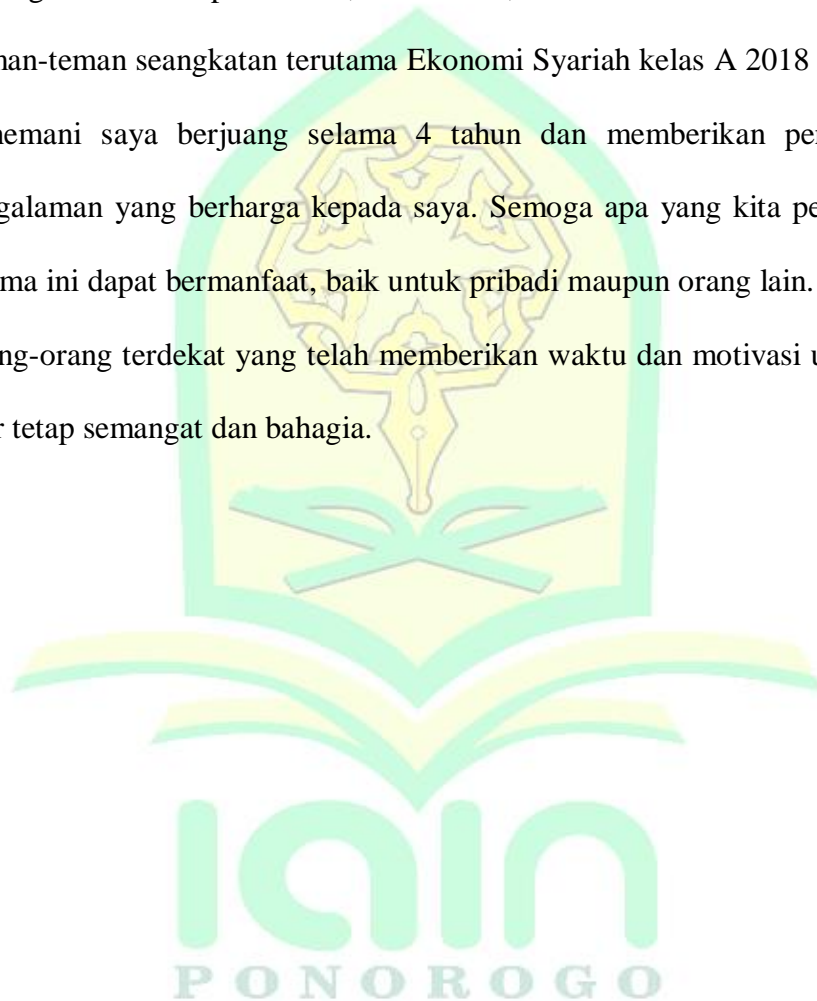 man-teman seangkatan terutama Ekonomi Syariah kelas A 2018
nemani saya berjuang selama 4 tahun dan memberikan per
galaman yang berharga kepada saya. Semoga apa yang kita pe
ma ini dapat bermanfaat, baik untuk pribadi maupun orang lain.
ng-orang terdekat yang telah memberikan waktu dan motivasi u
r tetap semangat dan bahagia.
iain
PONOROGO